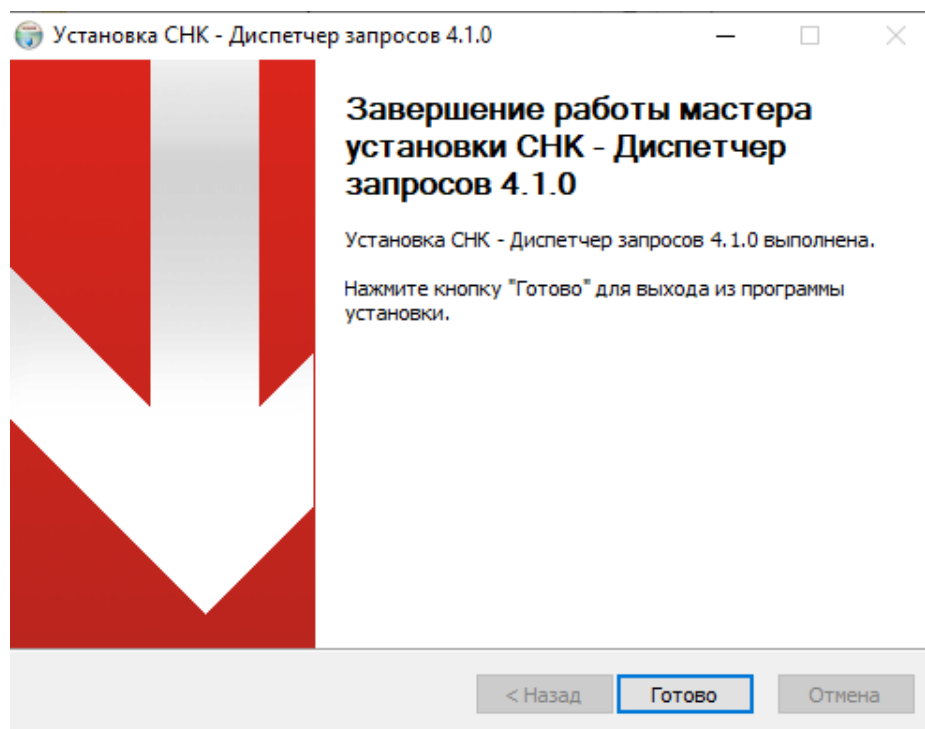 Установка СНК - Диспетчер запросов 4.1.0
Завершение работы мастера
установки СНК - Диспетчер
запросов 4.1.0
Установка СНК - Диспетчер запросов 4.1.0 выполнена.
Нажмите кнопку "Готово" для выхода из программы
установки.
< Назад
Готово
Отмена